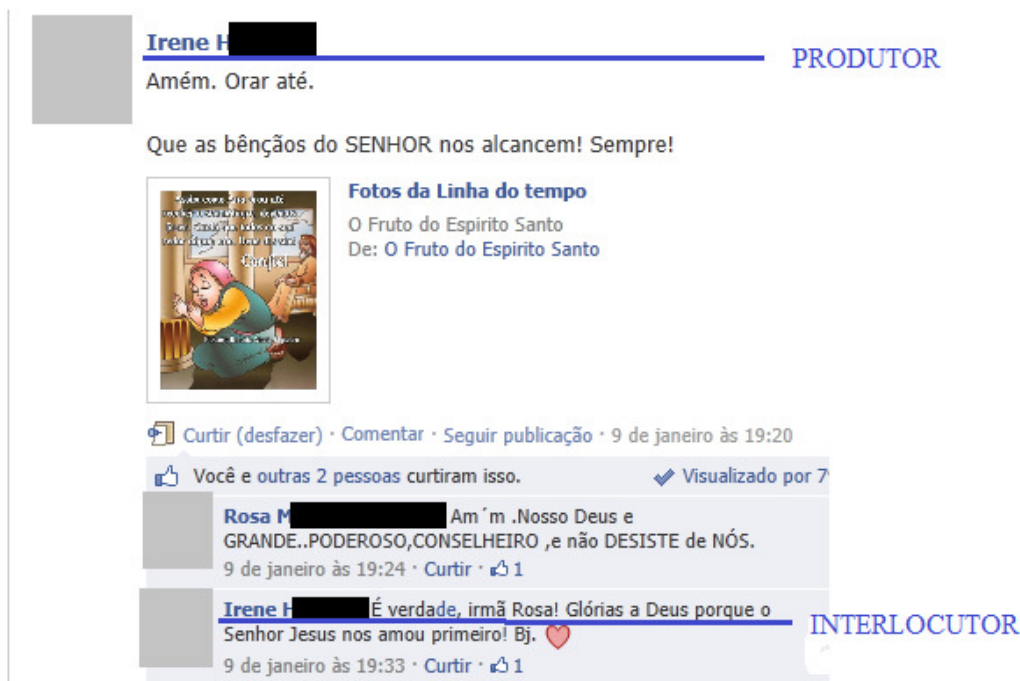 Irene H
PRODUTOR
Amém. Orar até.
Que as bênçãos do SENHOR nos alcancem! Sempre!
Fotos da Linha do tempo
O Fruto do Espirito Santo
De: O Fruto do Espirito Santo
Curtir (desfazer) · Comentar · Seguir publicação · 9 de janeiro às 19:20
Você e outras 2 pessoas curtiram isso.
Visualizado por 7
Rosa M Am´m .Nosso Deus e
GRANDE..PODEROSO,CONSELHEIRO ,e não DESISTE de NÓS.
9 de janeiro às 19:24 · Curtir · 1
Irene H É verdade, irmã Rosa! Glórias a Deus porque o
INTERLOCUTOR
Senhor Jesus nos amou primeiro! Bj.
9 de janeiro às 19:33 · Curtir · 1